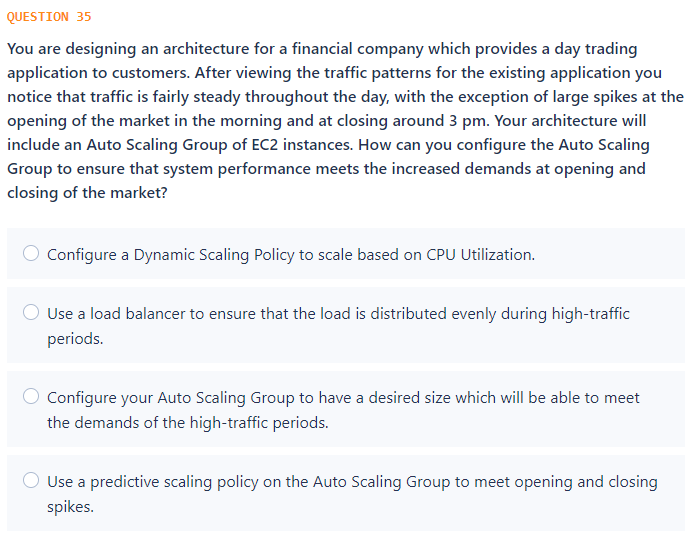 QUESTION 35
You are designing an architecture for a financial company which provides a day trading
application to customers. After viewing the traffic patterns for the existing application you
notice that traffic is fairly steady throughout the day, with the exception of large spikes at the
opening of the market in the morning and at closing around 3 pm. Your architecture will
include an Auto Scaling Group of EC2 instances. How can you configure the Auto Scaling
Group to ensure that system performance meets the increased demands at opening and
closing of the market?
Configure a Dynamic Scaling Policy to scale based on CPU Utilization.
Use a load balancer to ensure that the load is distributed evenly during high-traffic
periods.
Configure your Auto Scaling Group to have a desired size which will be able to meet
the demands of the high-traffic periods.
Use a predictive scaling policy on the Auto Scaling Group to meet opening and closing
spikes.